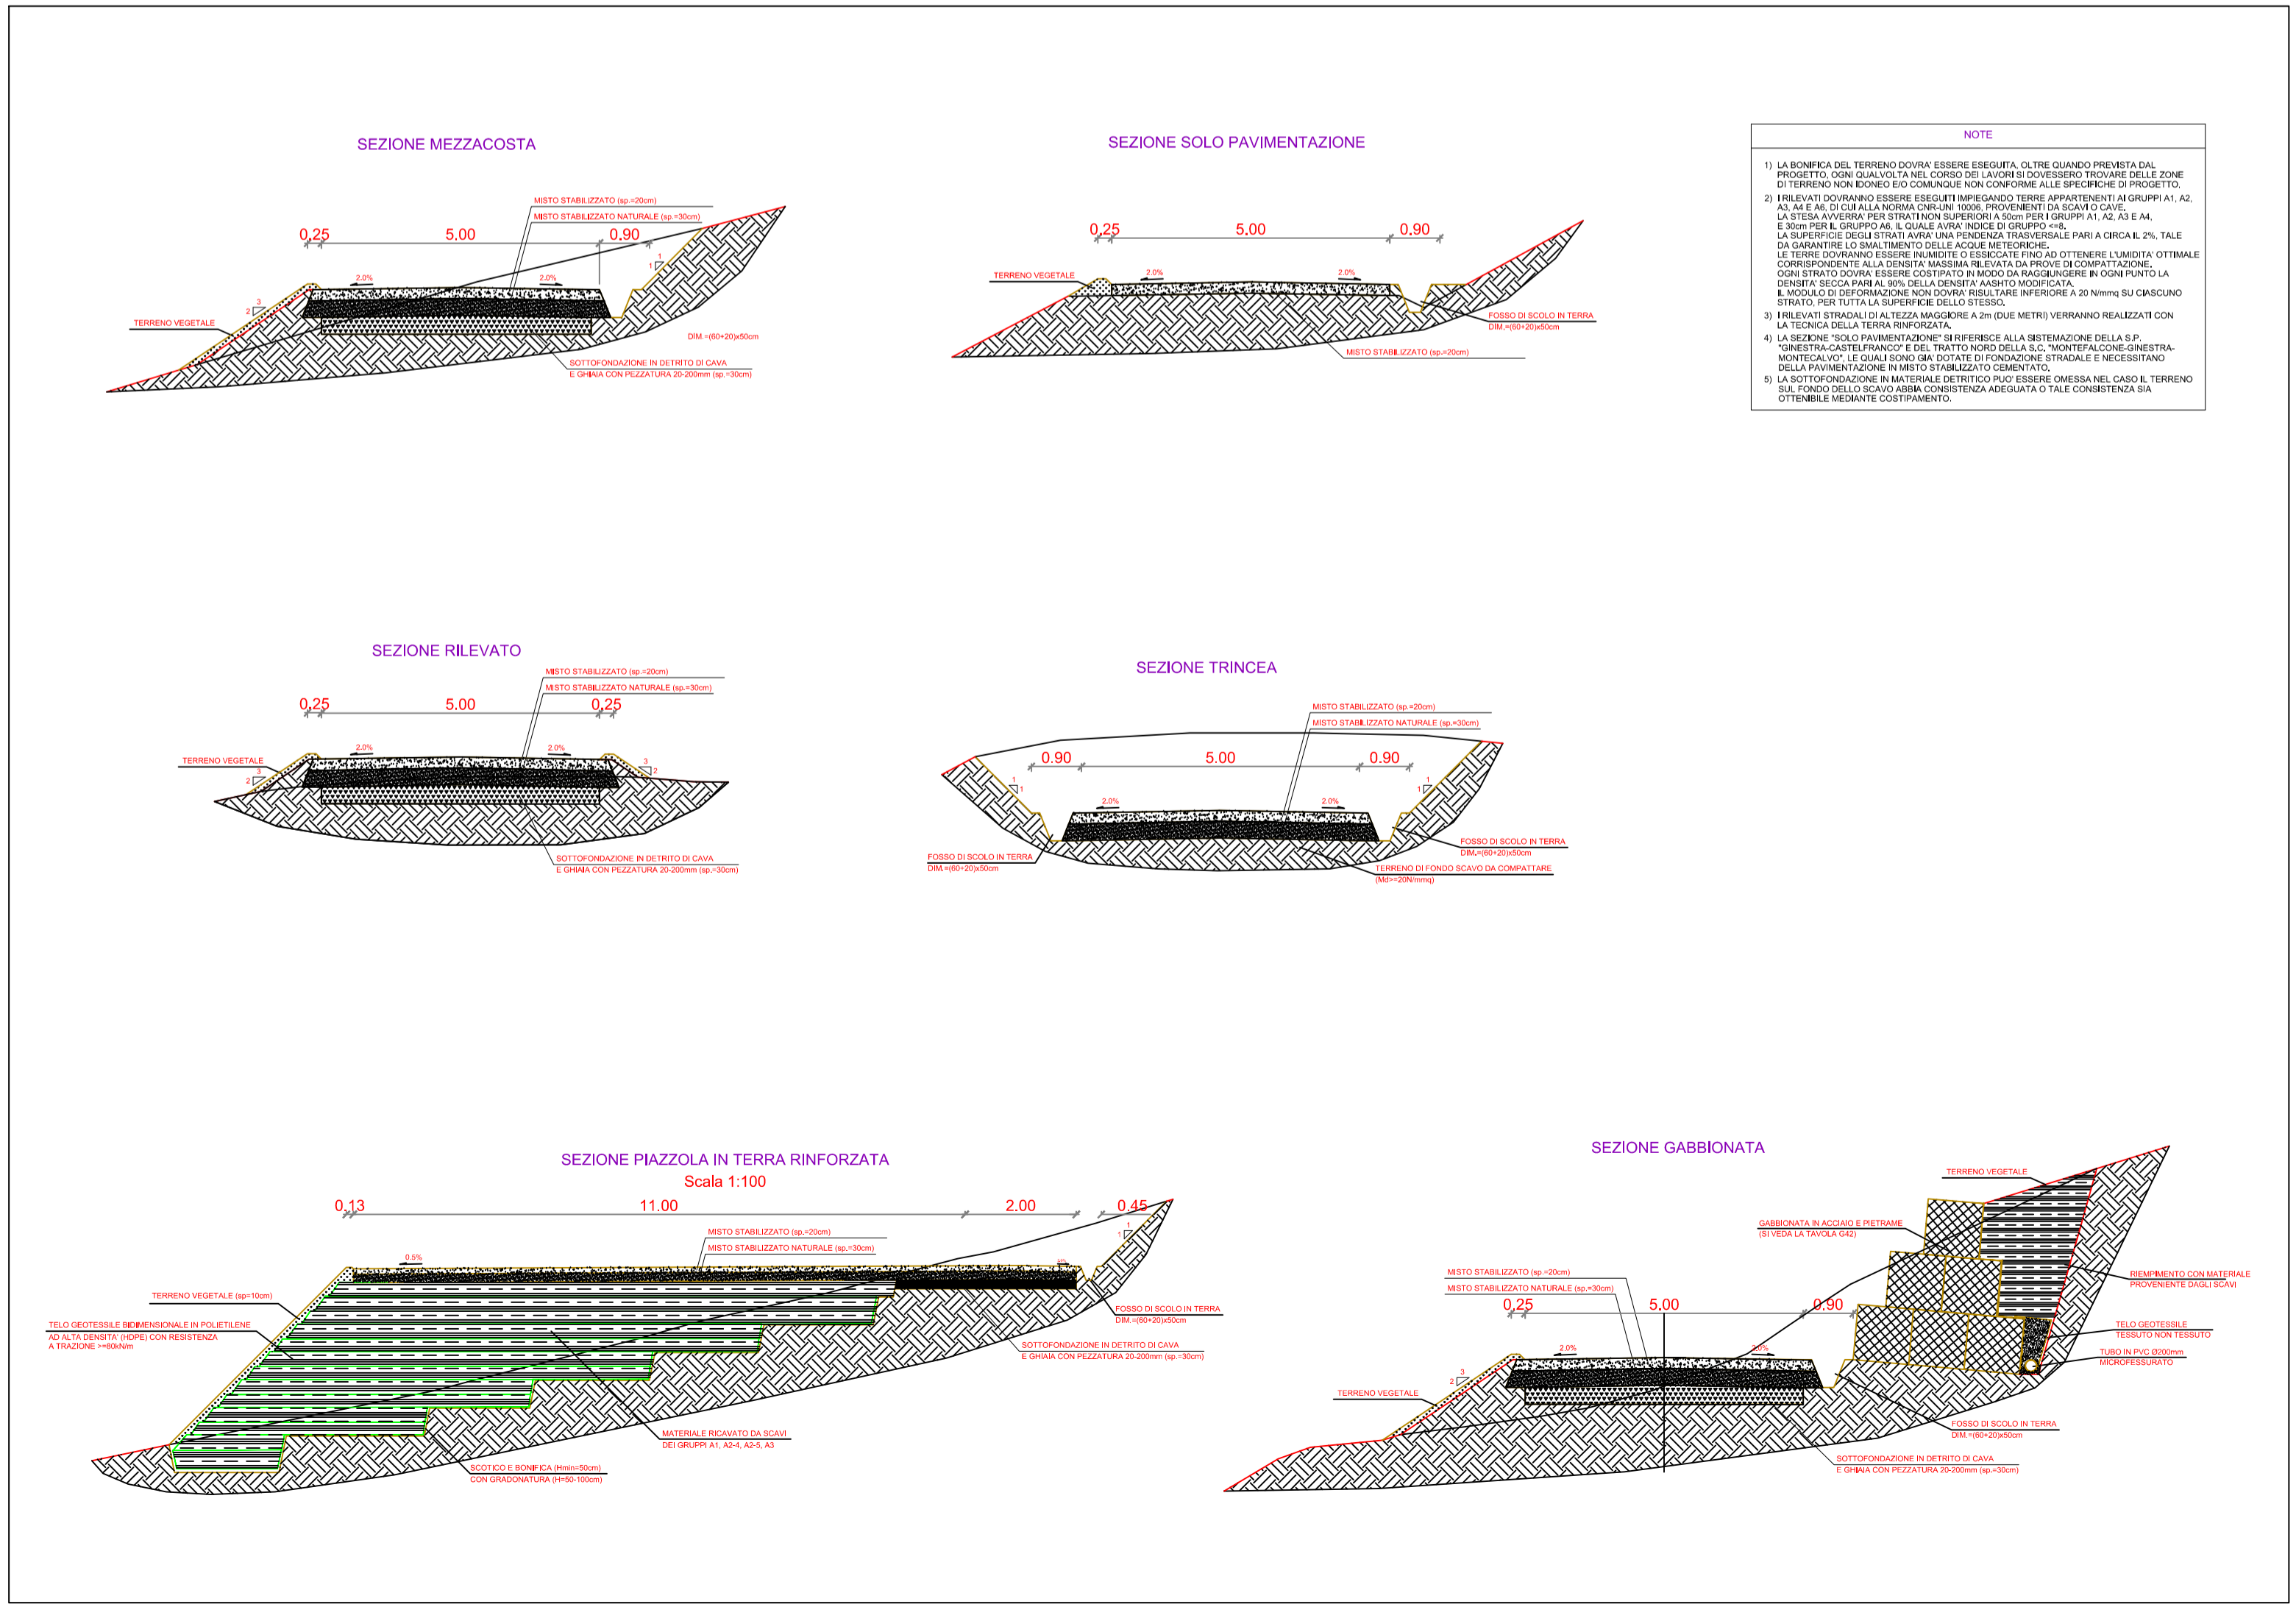 SEZIONE MEZZACOSTA
MISTO STABILIZZATO (sp.=20cm)
MISTO STABILIZZATO NATURALE (sp.=30cm)
0.25
5.00
0.90
2.0%
2.0%
1
1
3
2
TERRENO VEGETALE
DIM.=(60+20)x50cm
SOTTOFONDAZIONE IN DETRITO DI CAVA
E GHIAIA CON PEZZATURA 20-200mm (sp.=30cm)
SEZIONE SOLO PAVIMENTAZIONE
0.25
5.00
0.90
TERRENO VEGETALE
2.0%
2.0%
FOSSO DI SCOLO IN TERRA
DIM.=(60+20)x50cm
MISTO STABILIZZATO (sp.=20cm)
NOTE
1) LA BONIFICA DEL TERRENO DOVRA' ESSERE ESEGUITA, OLTRE QUANDO PREVISTA DAL
PROGETTO, OGNI QUALVOLTA NEL CORSO DEI LAVORI SI DOVESSERO TROVARE DELLE ZONE
DI TERRENO NON IDONEO E/O COMUNQUE NON CONFORME ALLE SPECIFICHE DI PROGETTO.
2) I RILEVATI DOVRANNO ESSERE ESEGUITI IMPIEGANDO TERRE APPARTENENTI AI GRUPPI A1, A2,
A3, A4 E A6, DI CUI ALLA NORMA CNR-UNI 10006, PROVENIENTI DA SCAVI O CAVE.
LA STESA AVVERRA' PER STRATI NON SUPERIORI A 50cm PER I GRUPPI A1, A2, A3 E A4,
E 30cm PER IL GRUPPO A6, IL QUALE AVRA' INDICE DI GRUPPO <=8.
LA SUPERFICIE DEGLI STRATI AVRA' UNA PENDENZA TRASVERSALE PARI A CIRCA IL 2%, TALE
DA GARANTIRE LO SMALTIMENTO DELLE ACQUE METEORICHE.
LE TERRE DOVRANNO ESSERE INUMIDITE O ESSICCATE FINO AD OTTENERE L'UMIDITA' OTTIMALE
CORRISPONDENTE ALLA DENSITA' MASSIMA RILEVATA DA PROVE DI COMPATTAZIONE.
OGNI STRATO DOVRA' ESSERE COSTIPATO IN MODO DA RAGGIUNGERE IN OGNI PUNTO LA
DENSITA' SECCA PARI AL 90% DELLA DENSITA' AASHTO MODIFICATA.
IL MODULO DI DEFORMAZIONE NON DOVRA' RISULTARE INFERIORE A 20 N/mmq SU CIASCUNO
STRATO, PER TUTTA LA SUPERFICIE DELLO STESSO.
3) I RILEVATI STRADALI DI ALTEZZA MAGGIORE A 2m (DUE METRI) VERRANNO REALIZZATI CON
LA TECNICA DELLA TERRA RINFORZATA.
4) LA SEZIONE "SOLO PAVIMENTAZIONE" SI RIFERISCE ALLA SISTEMAZIONE DELLA S.P.
"GINESTRA-CASTELFRANCO" E DEL TRATTO NORD DELLA S.C. "MONTEFALCONE-GINESTRA-
MONTECALVO", LE QUALI SONO GIA' DOTATE DI FONDAZIONE STRADALE E NECESSITANO
DELLA PAVIMENTAZIONE IN MISTO STABILIZZATO CEMENTATO.
5) LA SOTTOFONDAZIONE IN MATERIALE DETRITICO PUO' ESSERE OMESSA NEL CASO IL TERRENO
SUL FONDO DELLO SCAVO ABBIA CONSISTENZA ADEGUATA O TALE CONSISTENZA SIA
OTTENIBILE MEDIANTE COSTIPAMENTO.
SEZIONE RILEVATO
MISTO STABILIZZATO (sp.=20cm)
MISTO STABILIZZATO NATURALE (sp.=30cm)
0.25
5.00
0.25
2.0%
2.0%
TERRENO VEGETALE
3
2
3
2
SOTTOFONDAZIONE IN DETRITO DI CAVA
E GHIAIA CON PEZZATURA 20-200mm (sp.=30cm)
SEZIONE TRINCEA
MISTO STABILIZZATO (sp.=20cm)
MISTO STABILIZZATO NATURALE (sp.=30cm)
0.90
5.00
0.90
1
1
1
1
2.0%
2.0%
FOSSO DI SCOLO IN TERRA
DIM.=(60+20)x50cm
FOSSO DI SCOLO IN TERRA
DIM.=(60+20)x50cm
TERRENO DI FONDO SCAVO DA COMPATTARE
(Md>=20N/mmq)
SEZIONE PIAZZOLA IN TERRA RINFORZATA
Scala 1:100
0.13
11.00
2.00
0.45
MISTO STABILIZZATO (sp.=20cm)
MISTO STABILIZZATO NATURALE (sp.=30cm)
1
1
0.5%
TERRENO VEGETALE (sp=10cm)
TELO GEOTESSILE BIDIMENSIONALE IN POLIETILENE
AD ALTA DENSITA' (HDPE) CON RESISTENZA
A TRAZIONE >=80kN/m
FOSSO DI SCOLO IN TERRA
DIM.=(60+20)x50cm
SOTTOFONDAZIONE IN DETRITO DI CAVA
E GHIAIA CON PEZZATURA 20-200mm (sp.=30cm)
MATERIALE RICAVATO DA SCAVI
DEI GRUPPI A1, A2-4, A2-5, A3
SCOTICO E BONIFICA (Hmin=50cm)
CON GRADONATURA (H=50-100cm)
SEZIONE GABBIONATA
TERRENO VEGETALE
GABBIONATA IN ACCIAIO E PIETRAME
(SI VEDA LA TAVOLA G42)
MISTO STABILIZZATO (sp.=20cm)
MISTO STABILIZZATO NATURALE (sp.=30cm)
RIEMPIMENTO CON MATERIALE
PROVENIENTE DAGLI SCAVI
0.25
5.00
0.90
TELO GEOTESSILE
TESSUTO NON TESSUTO
2.0%
2.0%
TUBO IN PVC Ø200mm
MICROFESSURATO
3
2
TERRENO VEGETALE
FOSSO DI SCOLO IN TERRA
DIM.=(60+20)x50cm
SOTTOFONDAZIONE IN DETRITO DI CAVA
E GHIAIA CON PEZZATURA 20-200mm (sp.=30cm)